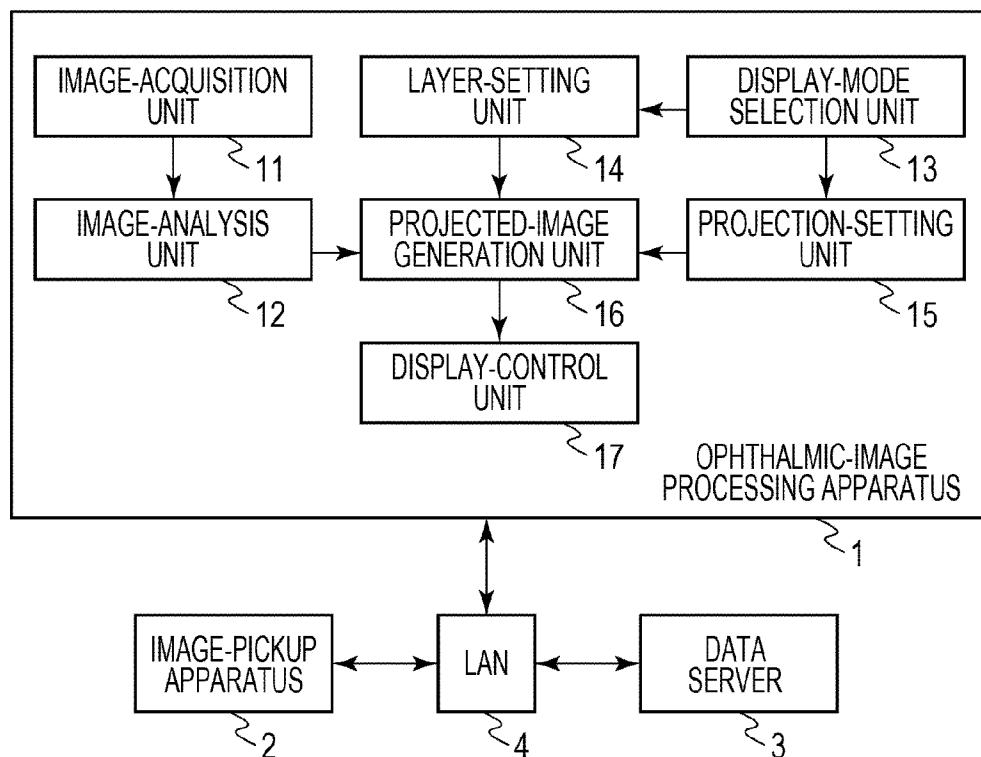 IMAGE-ACQUISITION
UNIT
11
LAYER-SETTING
UNIT
14
DISPLAY-MODE
SELECTION UNIT
13
IMAGE-ANALYSIS
UNIT
12
PROJECTED-IMAGE
GENERATION UNIT
16
PROJECTION-SETTING
UNIT
15
DISPLAY-CONTROL
UNIT
17
OPHTHALMIC-IMAGE
PROCESSING APPARATUS
1
IMAGE-PICKUP
APPARATUS
2
LAN
4
DATA
SERVER
3